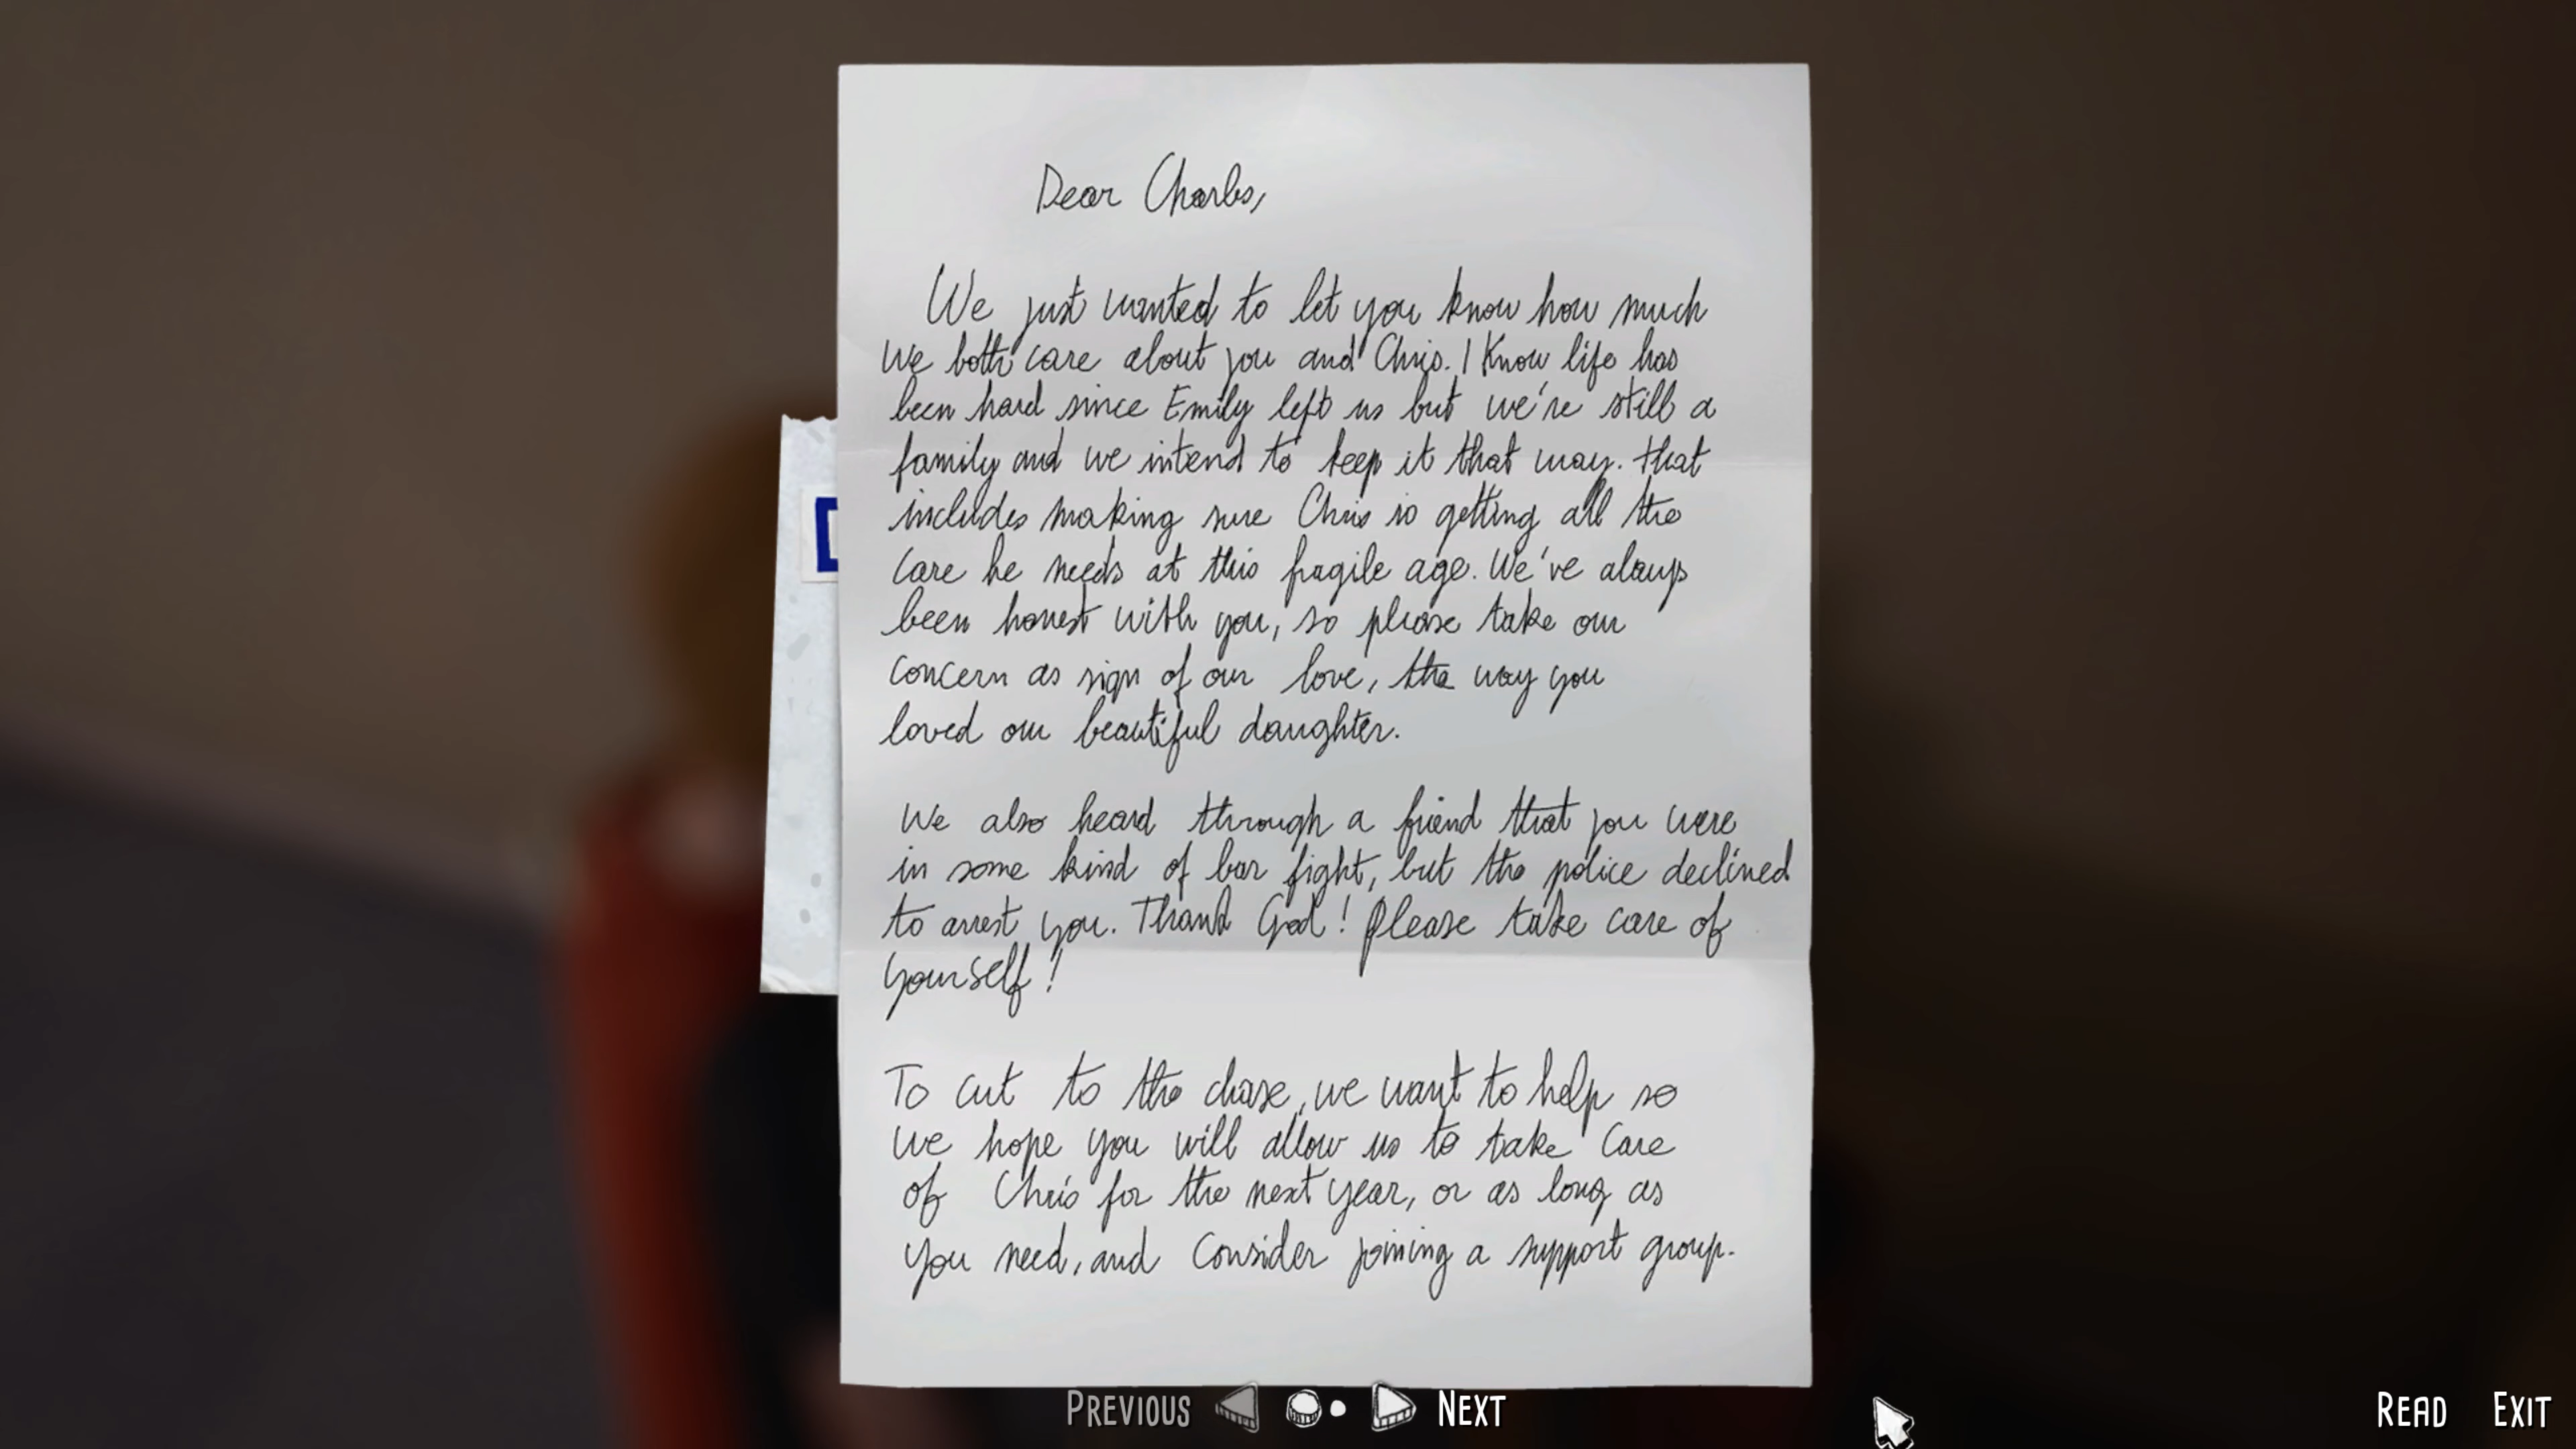 Dear Charles,
We just wanted to let you know how much
we both care about you and Chris. I know life has
been hard since Emily left us but we're still a
family and we intend to keep it that way. that
includes making sure Chris is getting all the
care he needs at this fragile age. We've always
been honest with you, so please take our
concern as sign of our love, the way you
loved our beautiful daughter.
We also heard through a friend that you were
in some kind of bar fight, but the police declined
to arrest you. Thank God! Please take care of
yourself!
To cut to the chase, we want to help so
we hope you will allow us to take care
of Chris for the next year, or as long as
you need, and consider joining a support group.
PREVIOUS NEXT
READ EXIT